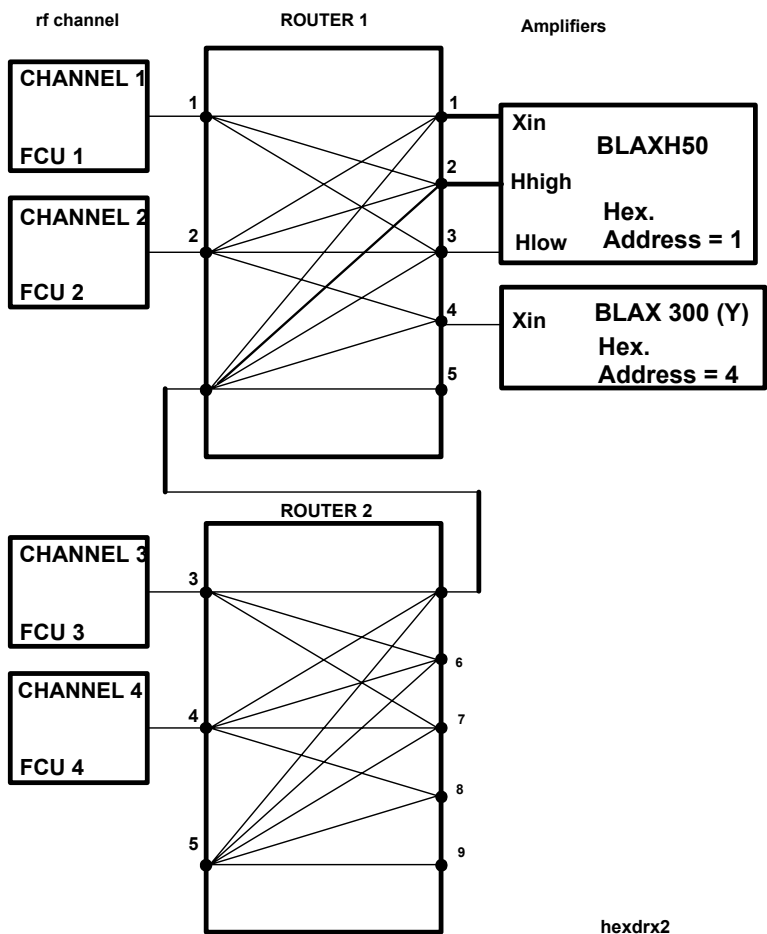 rf channel
ROUTER 1
Amplifiers
CHANNEL 1
FCU 1
CHANNEL 2
FCU 2
1
2
1
2
3
4
5
Xin
BLAXH50
Hhigh
Hex.
Hlow
Address = 1
Xin
BLAX 300 (Y)
Hex.
Address = 4
ROUTER 2
CHANNEL 3
FCU 3
CHANNEL 4
FCU 4
3
4
5
6
7
8
9
hexdrx2